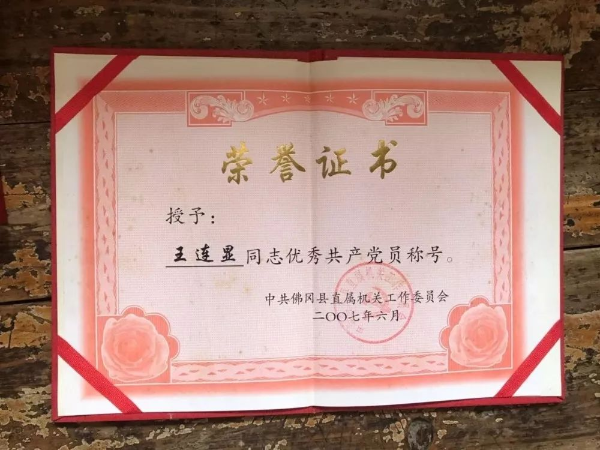 荣誉证书
授予：
王连显同志优秀共产党员称号。
中共佛冈县直属机关工作委员会
二〇〇七年六月